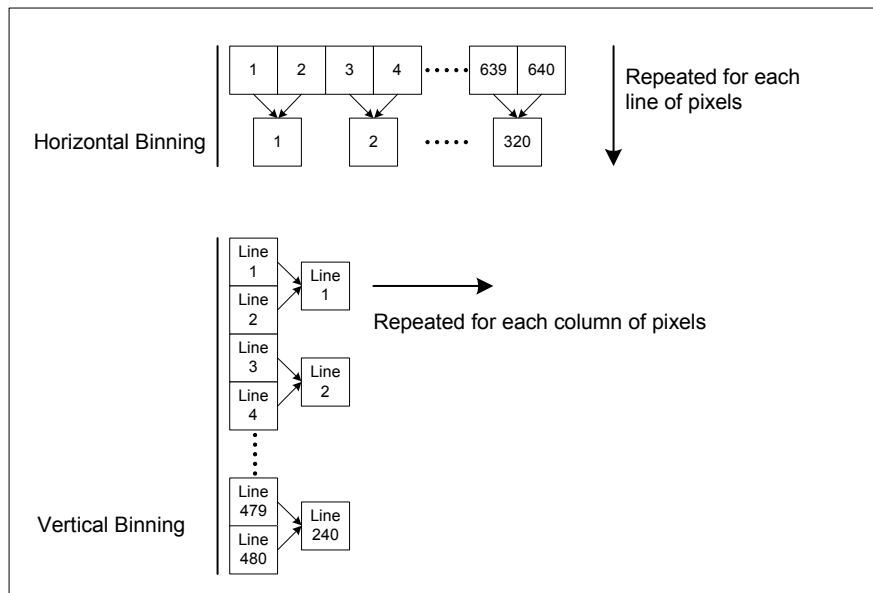 1 2 3 4 ····· 639 640
Repeated for each
line of pixels
Horizontal Binning
1 2 ····· 320
Line
1
Line
2
Line
1
Repeated for each column of pixels
Line
3
Line
4
Line
2
Line
479
Line
480
Line
240
Vertical Binning